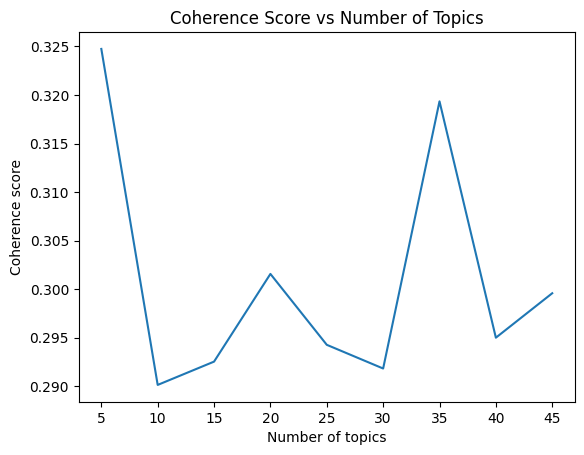 Coherence Score vs Number of Topics
Coherence score
0.325
0.320
0.315
0.310
0.305
0.300
0.295
0.290
5 10 15 20 25 30 35 40 45
Number of topics